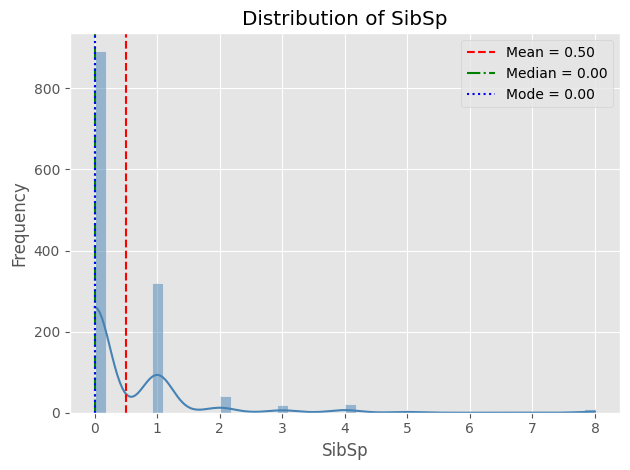 Distribution of SibSp
Mean = 0.50
Median = 0.00
Mode = 0.00
Frequency
800
600
400
200
0
0 1 2 3 4 5 6 7 8
SibSp